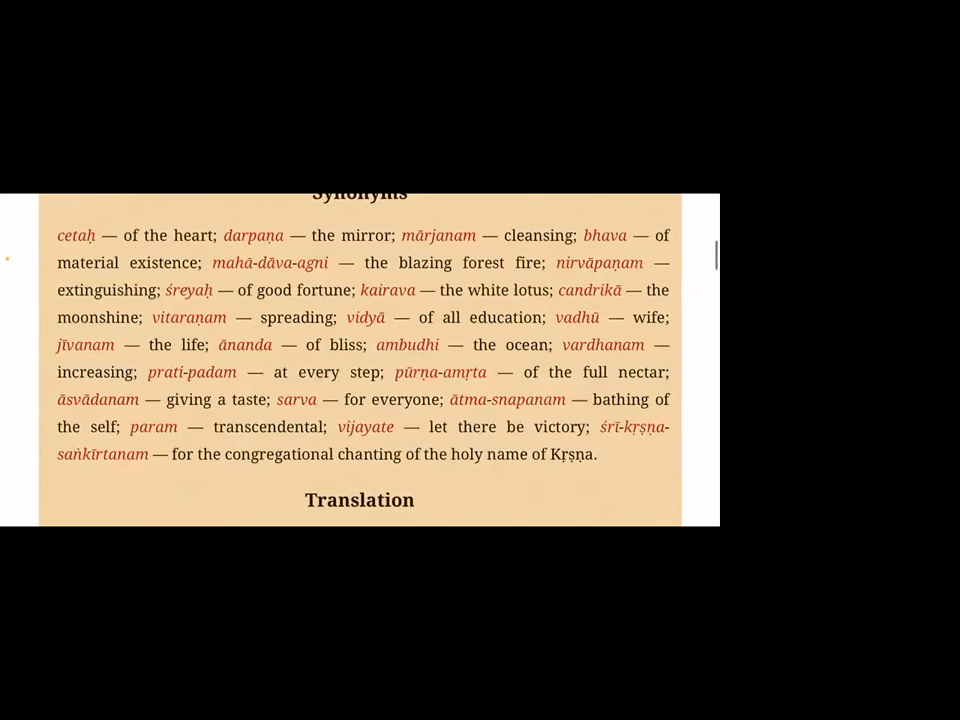 Synonyms
cetaḥ — of the heart; darpaṇa — the mirror; mārjanam — cleansing; bhava — of
material existence; mahā-dāva-agni — the blazing forest fire; nirvāpaṇam —
extinguishing; śreyaḥ — of good fortune; kairava — the white lotus; candrikā — the
moonshine; vitaraṇam — spreading; vidyā — of all education; vadhū — wife;
jīvanam — the life; ānanda — of bliss; ambudhi — the ocean; vardhanam —
increasing; prati-padam — at every step; pūrṇa-amṛta — of the full nectar;
āsvādanam — giving a taste; sarva — for everyone; ātma-snapanam — bathing of
the self; param — transcendental; vijayate — let there be victory; śrī-kṛṣṇa-
saṅkīrtanam — for the congregational chanting of the holy name of Kṛṣṇa.
Translation